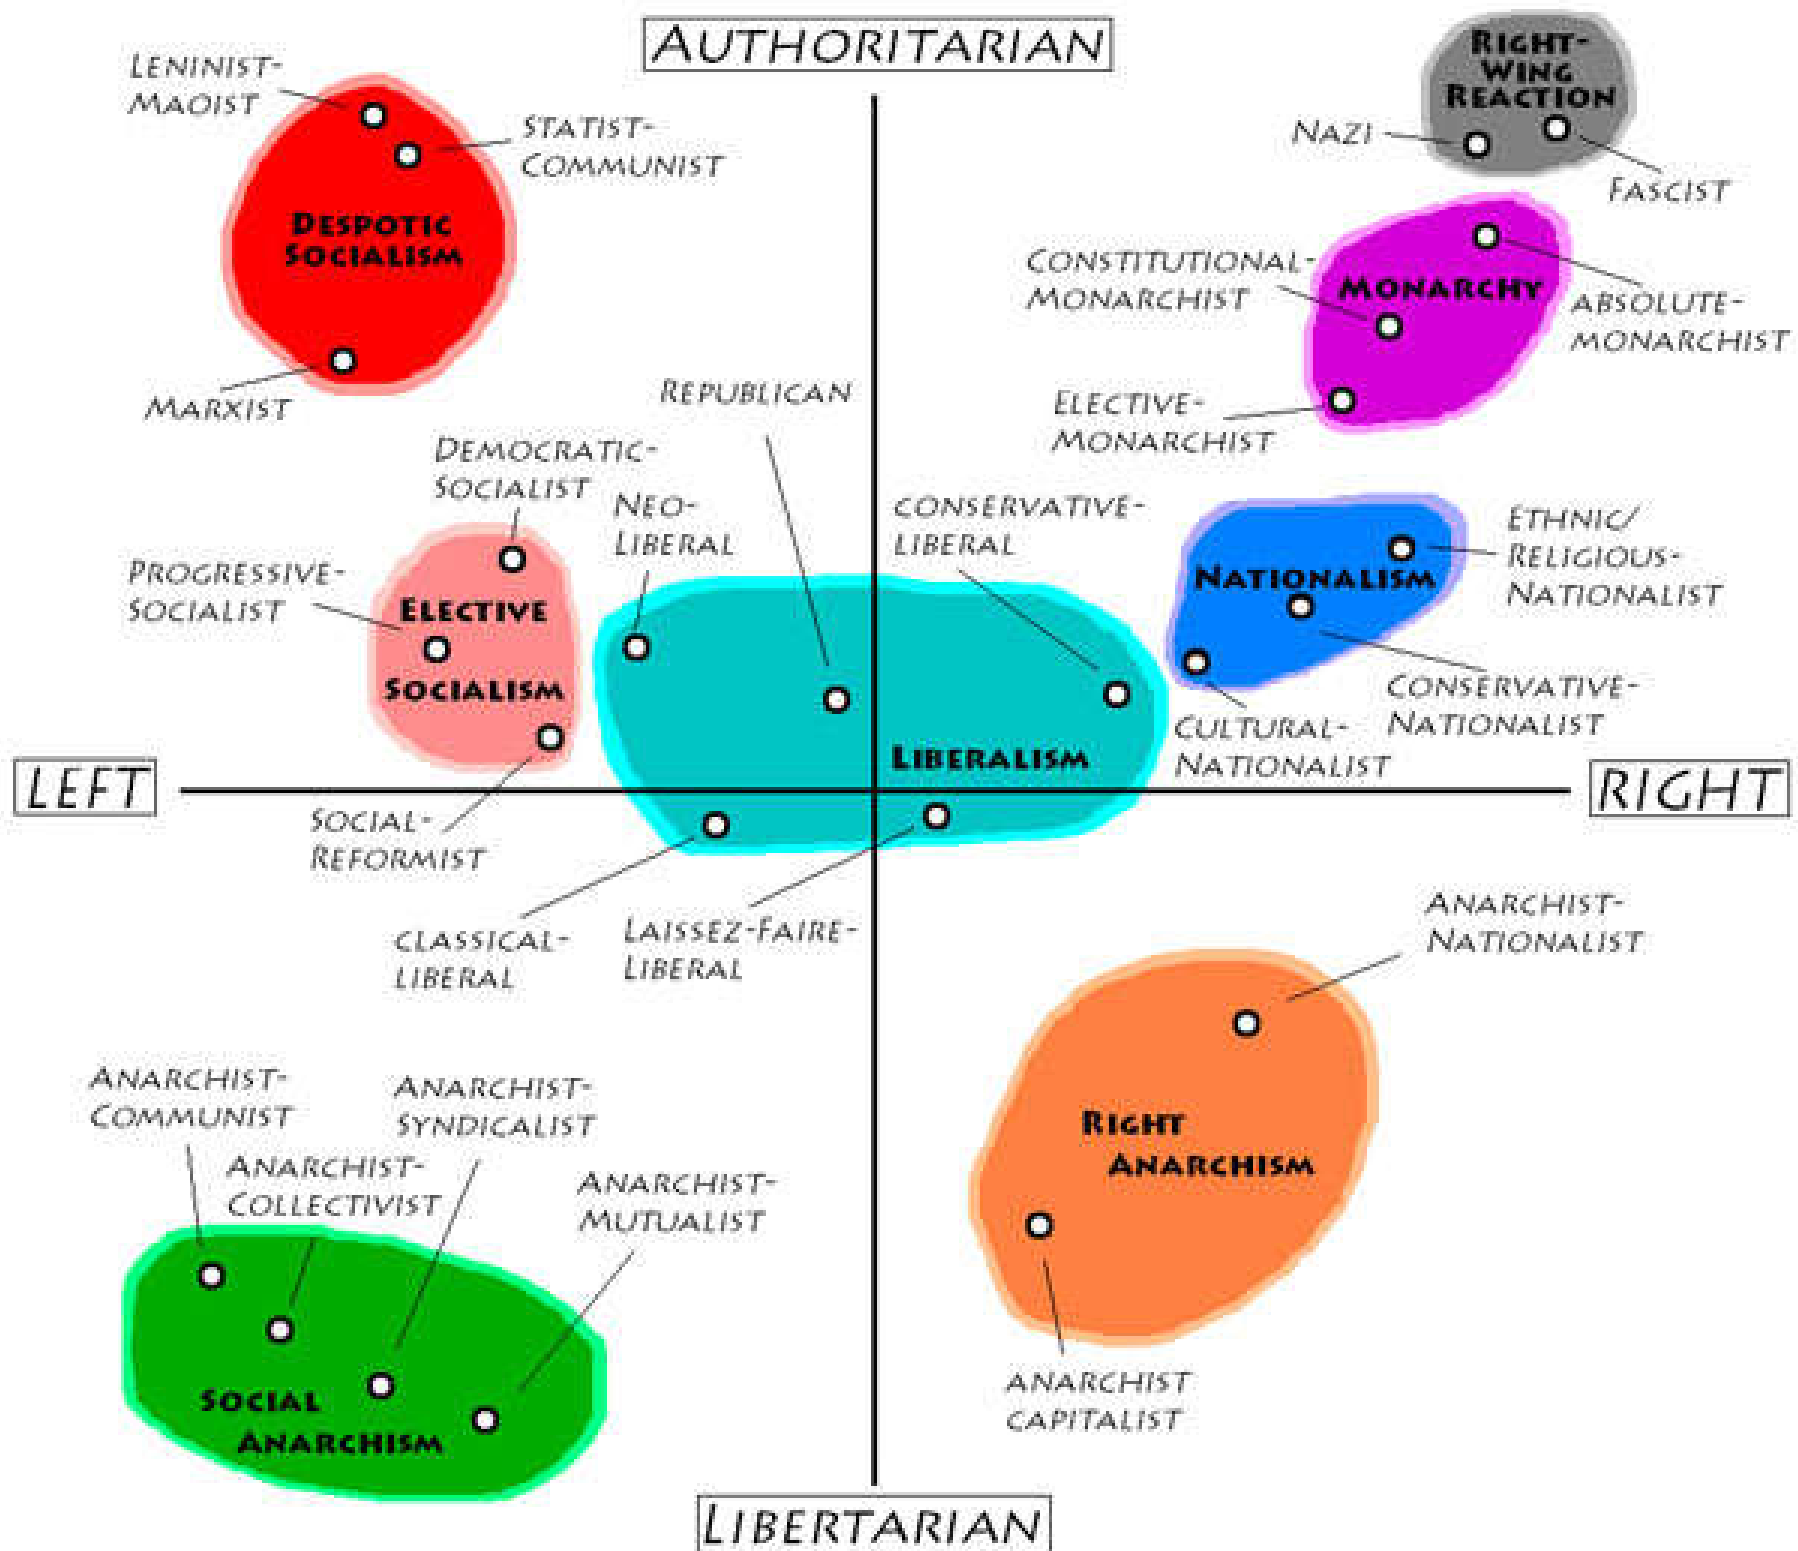 AUTHORITARIAN
RIGHT-
WING
REACTION
LENINIST-
MAOIST
STATIST-
COMMUNIST
NAZI
FASCIST
DESPOTIC
SOCIALISM
CONSTITUTIONAL-
MONARCHIST
MONARCHY
ABSOLUTE-
MONARCHIST
MARXIST
REPUBLICAN
ELECTIVE-
MONARCHIST
DEMOCRATIC-
SOCIALIST
NEO-
LIBERAL
CONSERVATIVE-
LIBERAL
ETHNIC/
RELIGIOUS-
NATIONALIST
PROGRESSIVE-
SOCIALIST
ELECTIVE
SOCIALISM
NATIONALISM
CONSERVATIVE-
NATIONALIST
CULTURAL-
NATIONALIST
LIBERALISM
LEFT
RIGHT
SOCIAL-
REFORMIST
CLASSICAL-
LIBERAL
LAISSEZ-FAIRE-
LIBERAL
ANARCHIST-
NATIONALIST
ANARCHIST-
COMMUNIST
ANARCHIST-
SYNDICALIST
ANARCHIST-
COLLECTIVIST
ANARCHIST-
MUTUALIST
RIGHT
ANARCHISM
SOCIAL
ANARCHISM
ANARCHIST
CAPITALIST
LIBERTARIAN